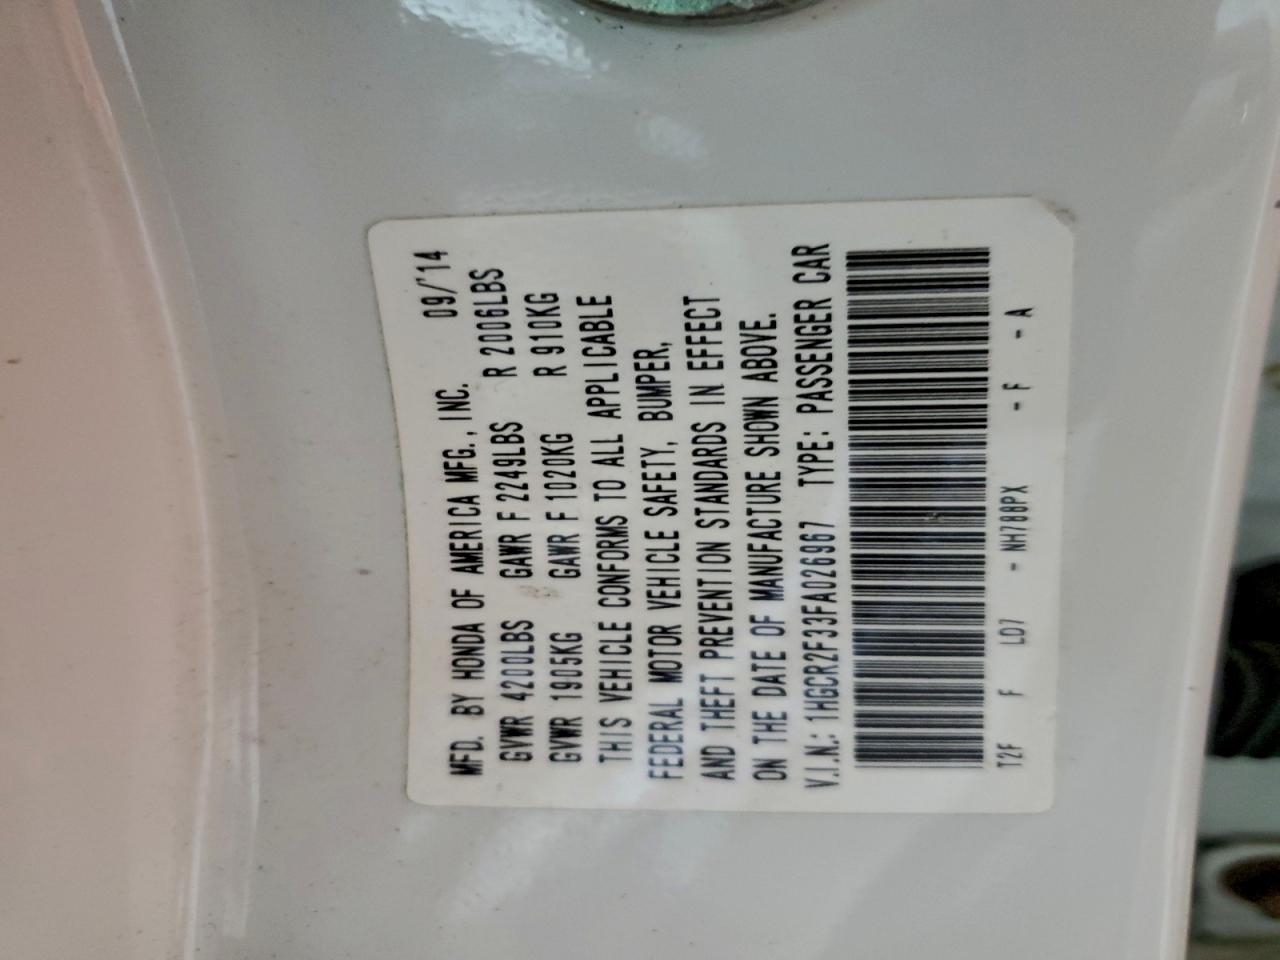 MFD. BY HONDA OF AMERICA MFG., INC. 09/'14
GVWR 4200LBS GAWR F 2249LBS R 2006LBS
GVWR 1905KG GAWR F 1020KG R 910KG
THIS VEHICLE CONFORMS TO ALL APPLICABLE
FEDERAL MOTOR VEHICLE SAFETY, BUMPER,
AND THEFT PREVENTION STANDARDS IN EFFECT
ON THE DATE OF MANUFACTURE SHOWN ABOVE.
V.I.N.: 1HGCR2F33FA026967 TYPE: PASSENGER CAR
T2F F LD7 - NH788PX - F - A